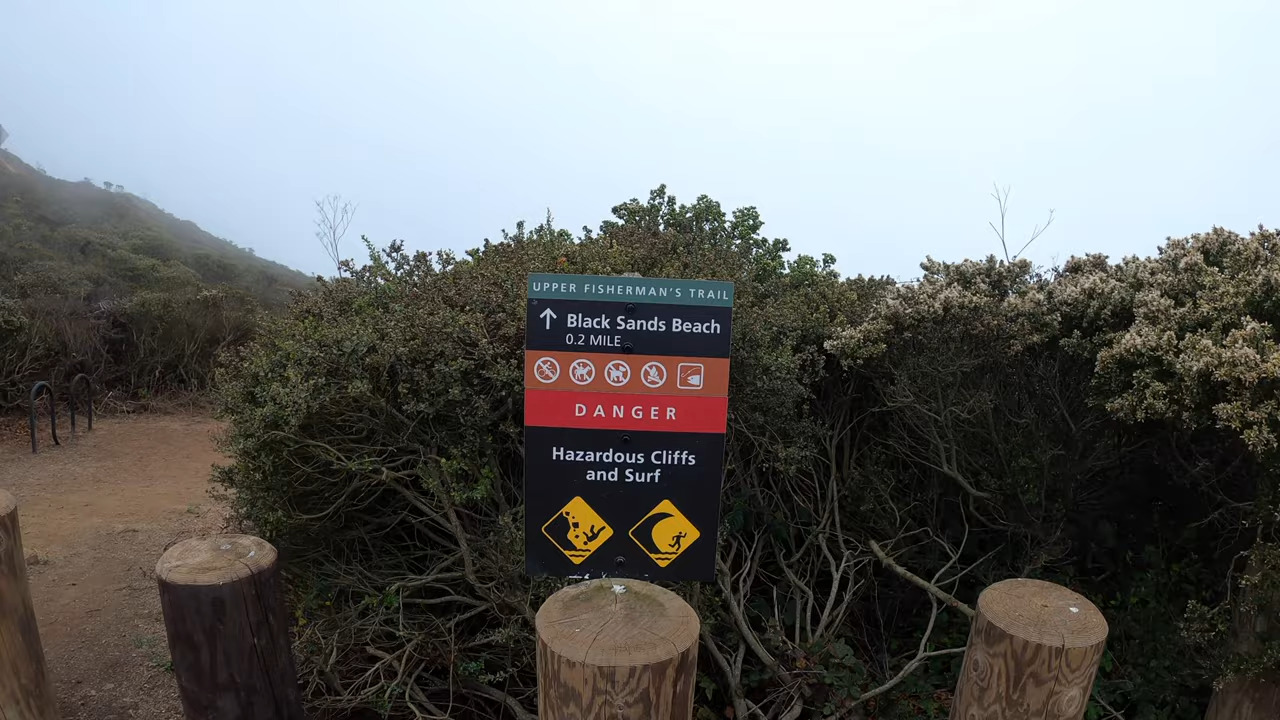 UPPER FISHERMAN'S TRAIL
Black Sands Beach
0.2 MILE
DANGER
Hazardous Cliffs
and Surf